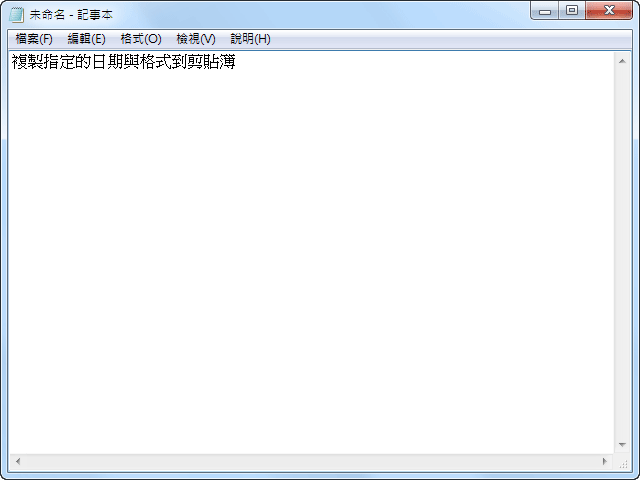 未命名 - 記事本
檔案(F) 編輯(E) 格式(O) 檢視(V) 說明(H)
複製指定的日期與格式到剪貼簿